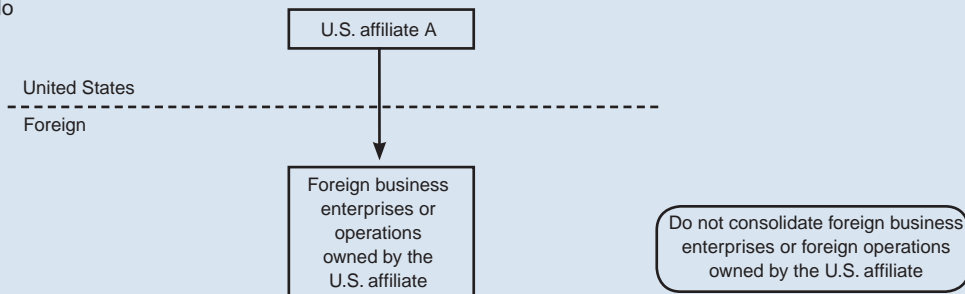 U.S. affiliate A
United States
Foreign
Foreign business
enterprises or
operations
owned by the
U.S. affiliate
Do not consolidate foreign business
enterprises or foreign operations
owned by the U.S. affiliate